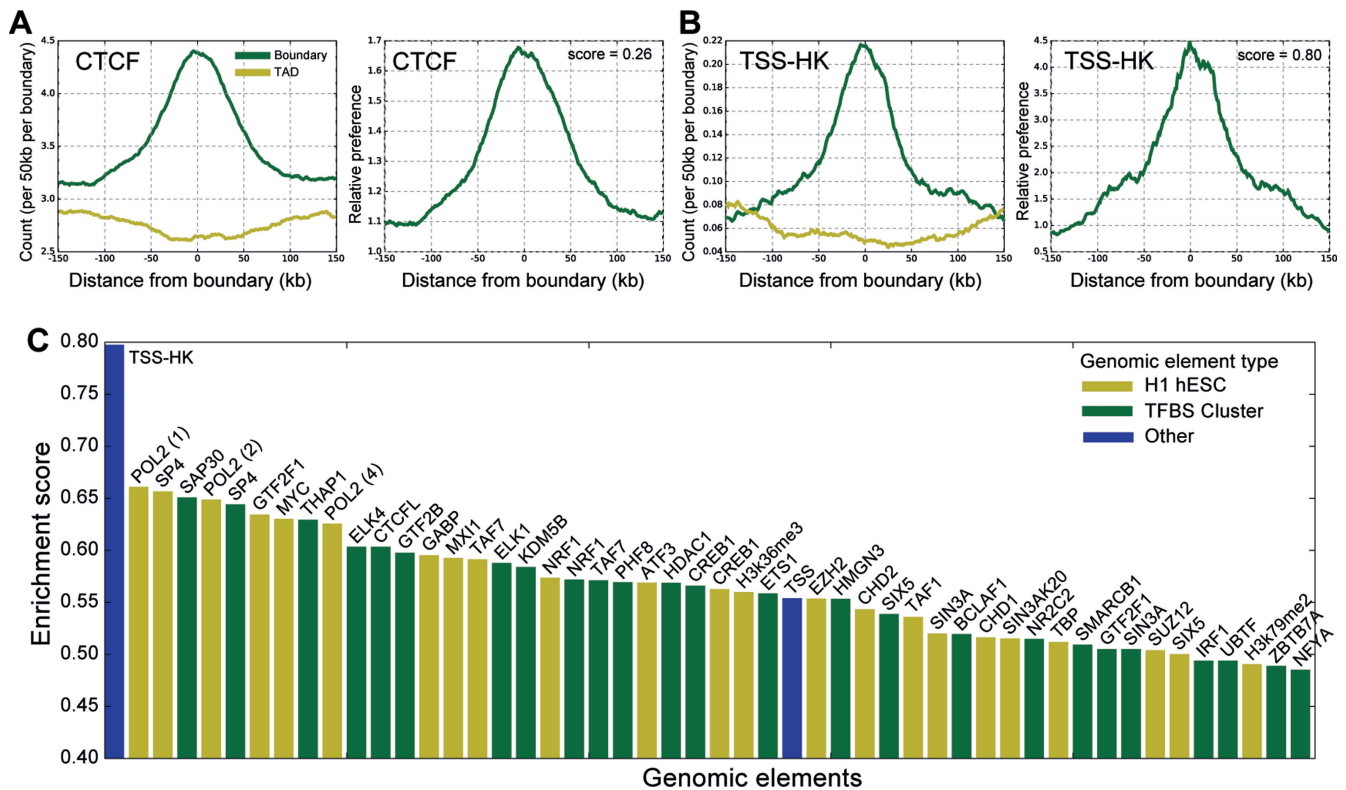 A
CTCF
Boundary
TAD
Count (per 50kb per boundary)
4.5
4.0
3.5
3.0
2.5
-150 -100 -50 0 50 100 150
Distance from boundary (kb)
CTCF
score = 0.26
Relative preference
1.7
1.6
1.5
1.4
1.3
1.2
1.1
1.0
-150 -100 -50 0 50 100 150
Distance from boundary (kb)
B
TSS-HK
Count (per 50kb per boundary)
0.22
0.20
0.18
0.16
0.14
0.12
0.10
0.08
0.06
0.04
-150 -100 -50 0 50 100 150
Distance from boundary (kb)
TSS-HK
score = 0.80
Relative preference
4.5
4.0
3.5
3.0
2.5
2.0
1.5
1.0
0.5
-150 -100 -50 0 50 100 150
Distance from boundary (kb)
C
Enrichment score
0.80
0.75
0.70
0.65
0.60
0.55
0.50
0.45
0.40
Genomic element type
H1 hESC
TFBS Cluster
Other
TSS-HK
POL2 (1)
SP4
SAP30
POL2 (2)
SP4
GTF2F1
MYC
THAP1
POL2 (4)
ELK4
CTCFL
GTF2B
GABP
MXI1
TAF7
ELK1
KDM5B
NRF1
NRF1
TAF7
PHF8
ATF3
HDAC1
CREB1
CREB1
H3k36me3
ETS1
TSS
EZH2
HMGN3
CHD2
SIX5
TAF1
SIN3A
BCLAF1
CHD1
SIN3AK20
NR2C2
TBP
SMARCB1
GTF2F1
SIN3A
SUZ12
SIX5
IRF1
UBTF
H3k79me2
ZBTB7A
NFYA
Genomic elements